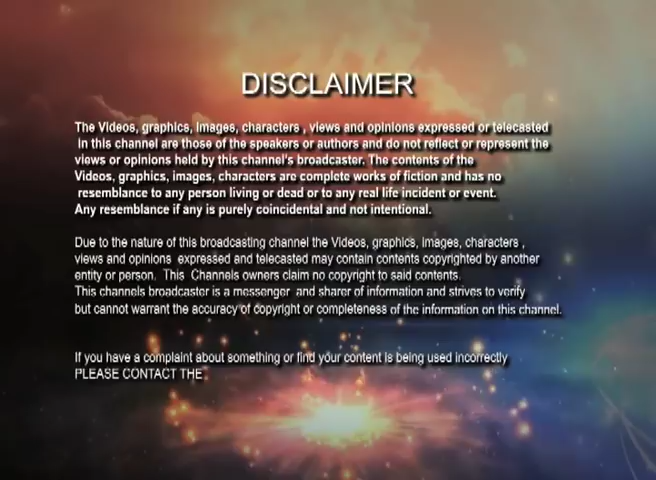 DISCLAIMER
The Videos, graphics, images, characters , views and opinions expressed or telecasted
in this channel are those of the speakers or authors and do not reflect or represent the
views or opinions held by this channel's broadcaster. The contents of the
Videos, graphics, images, characters are complete works of fiction and has no
resemblance to any person living or dead or to any real life incident or event.
Any resemblance if any is purely coincidental and not intentional.
Due to the nature of this broadcasting channel the Videos, graphics, images, characters ,
views and opinions expressed and telecasted may contain contents copyrighted by another
entity or person. This Channels owners claim no copyright to said contents.
This channels broadcaster is a messenger and sharer of information and strives to verify
but cannot warrant the accuracy of copyright or completeness of the information on this channel.
If you have a complaint about something or find your content is being used incorrectly
PLEASE CONTACT THE